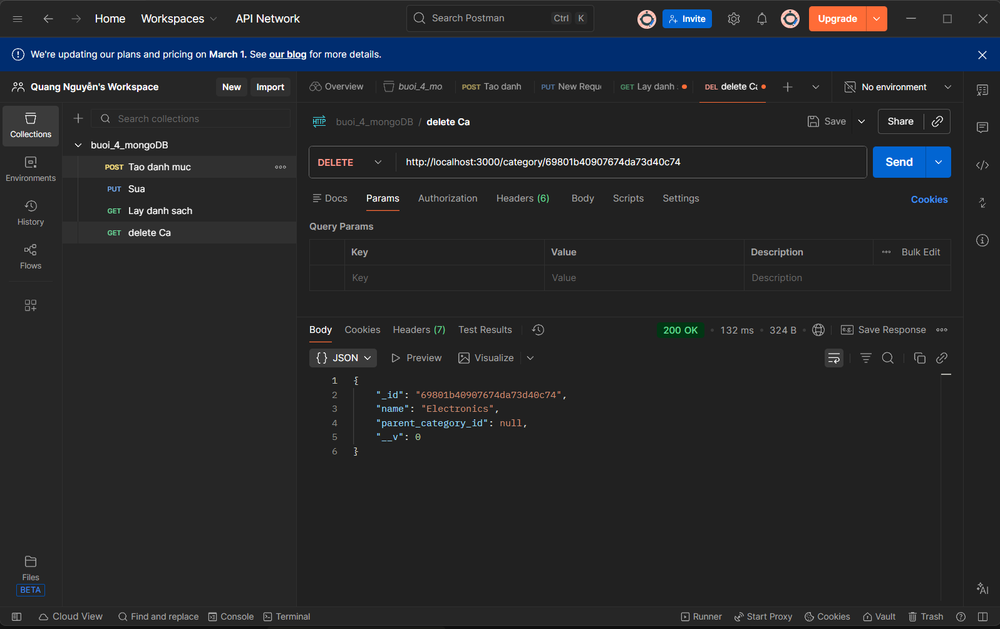 Home Workspaces API Network Search Postman Ctrl K Invite Upgrade
We're updating our plans and pricing on March 1. See our blog for more details.
Quang Nguyễn's Workspace New Import
Overview buoi_4_mo POST Tao danh PUT New Requ GET Lay danh DEL delete Ca No environment
Collections
Search collections
buoi_4_mongoDB / delete Ca Save Share
buoi_4_mongoDB
POST Tao danh muc
PUT Sua
GET Lay danh sach
GET delete Ca
Environments
History
Flows
Files
BETA
DELETE http://localhost:3000/category/69801b40907674da73d40c74 Send
Docs Params Authorization Headers (6) Body Scripts Settings Cookies
Query Params
Key Value Description Bulk Edit
Key Value Description
Body Cookies Headers (7) Test Results 200 OK • 132 ms • 324 B • e.g. Save Response
{} JSON Preview Visualize
1 {
2 "_id": "69801b40907674da73d40c74",
3 "name": "Electronics",
4 "parent_category_id": null,
5 "__v": 0
6 }
AI
Cloud View Find and replace Console Terminal Runner Start Proxy Cookies Vault Trash